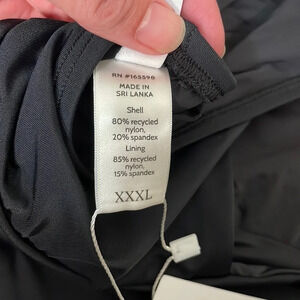 RN #165598
MADE IN
SRI LANKA
Shell
80% recycled
nylon,
20% spandex
Lining
85% recycled
nylon,
15% spandex
XXXL